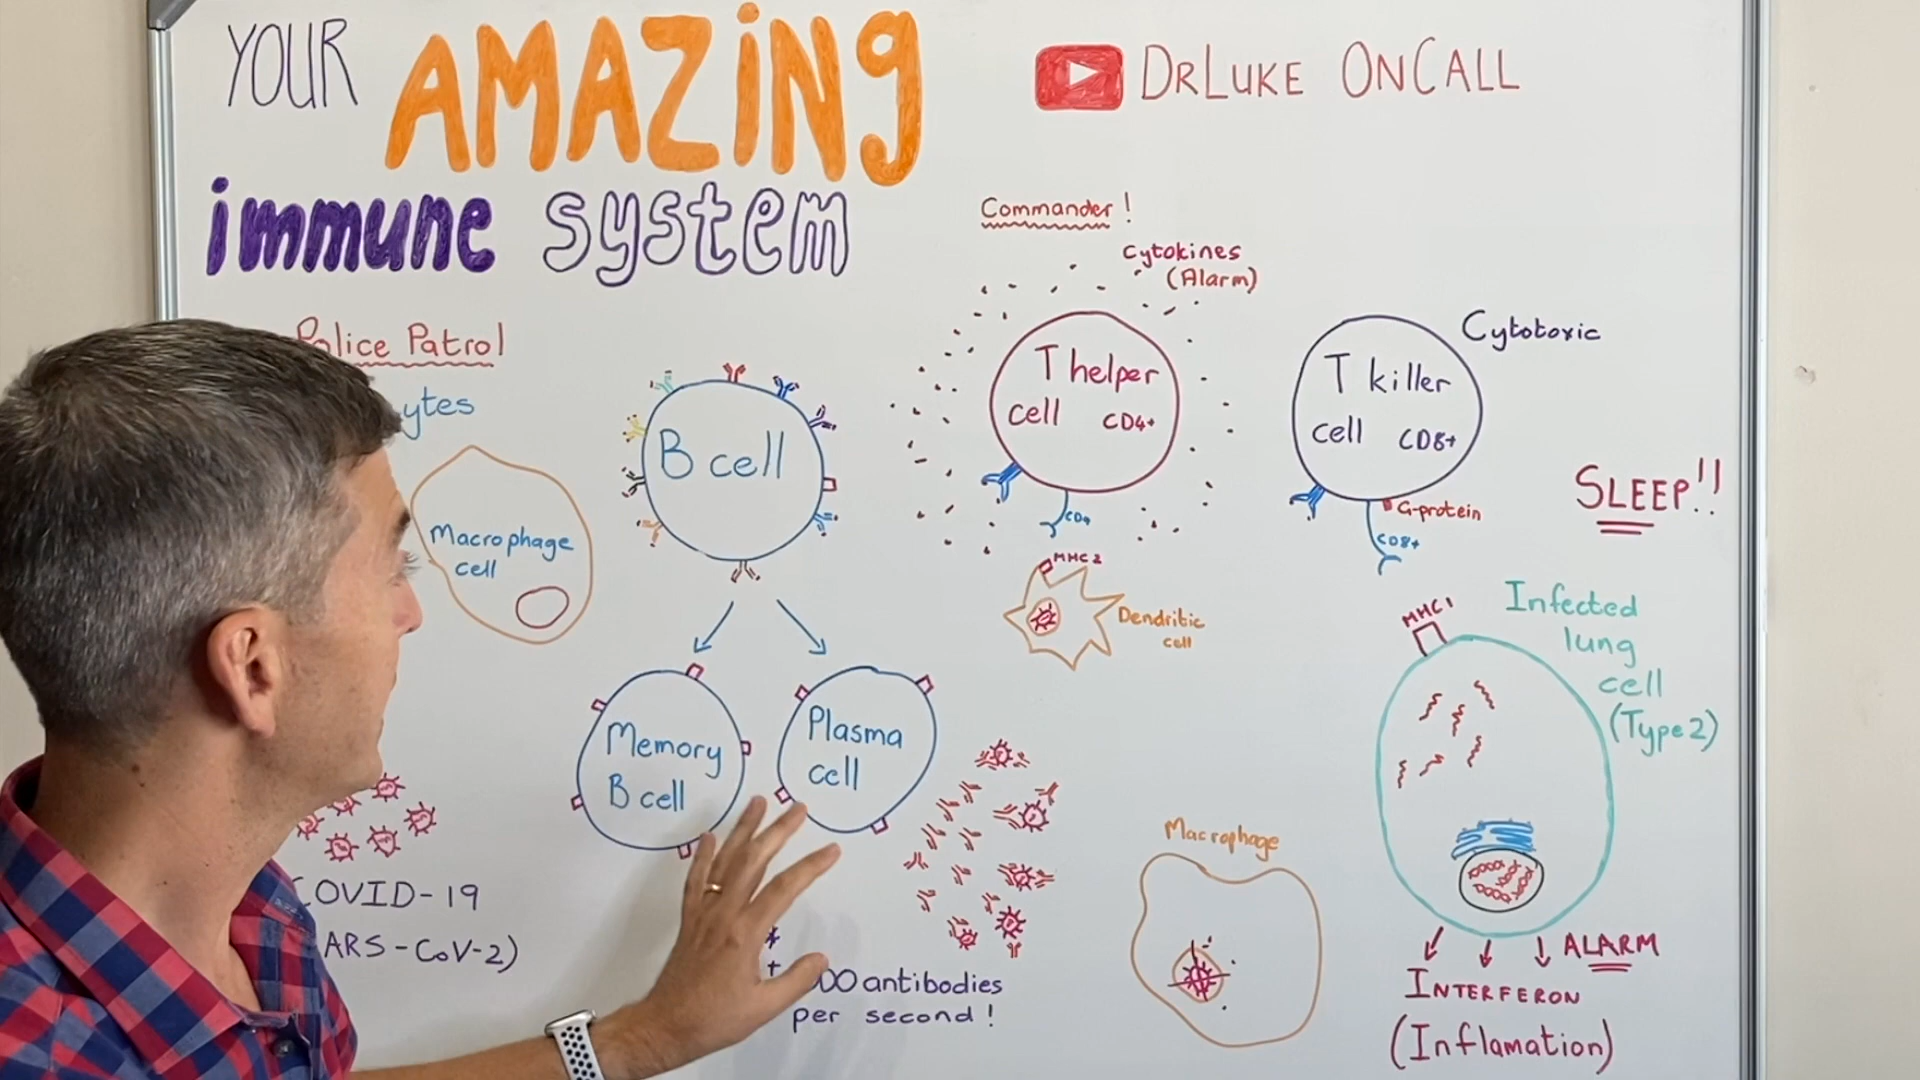 YOUR AMAZING
immune system
DRLUKE ONCALL
Police Patrol
ytes
Macrophage
cell
B cell
Memory
B cell
Plasma
cell
OVID-19
ARS-CoV-2)
00 antibodies
per second!
Commander!
Cytokines
(Alarm)
T helper
cell CD4+
CD4
MHC2
Dendritic
cell
T killer
cell CD8+
Cytotoxic
G-protein
CD8+
SLEEP!!
MHC1
Infected
lung
cell
(Type 2)
Macrophage
ALARM
INTERFERON
(Inflamation)